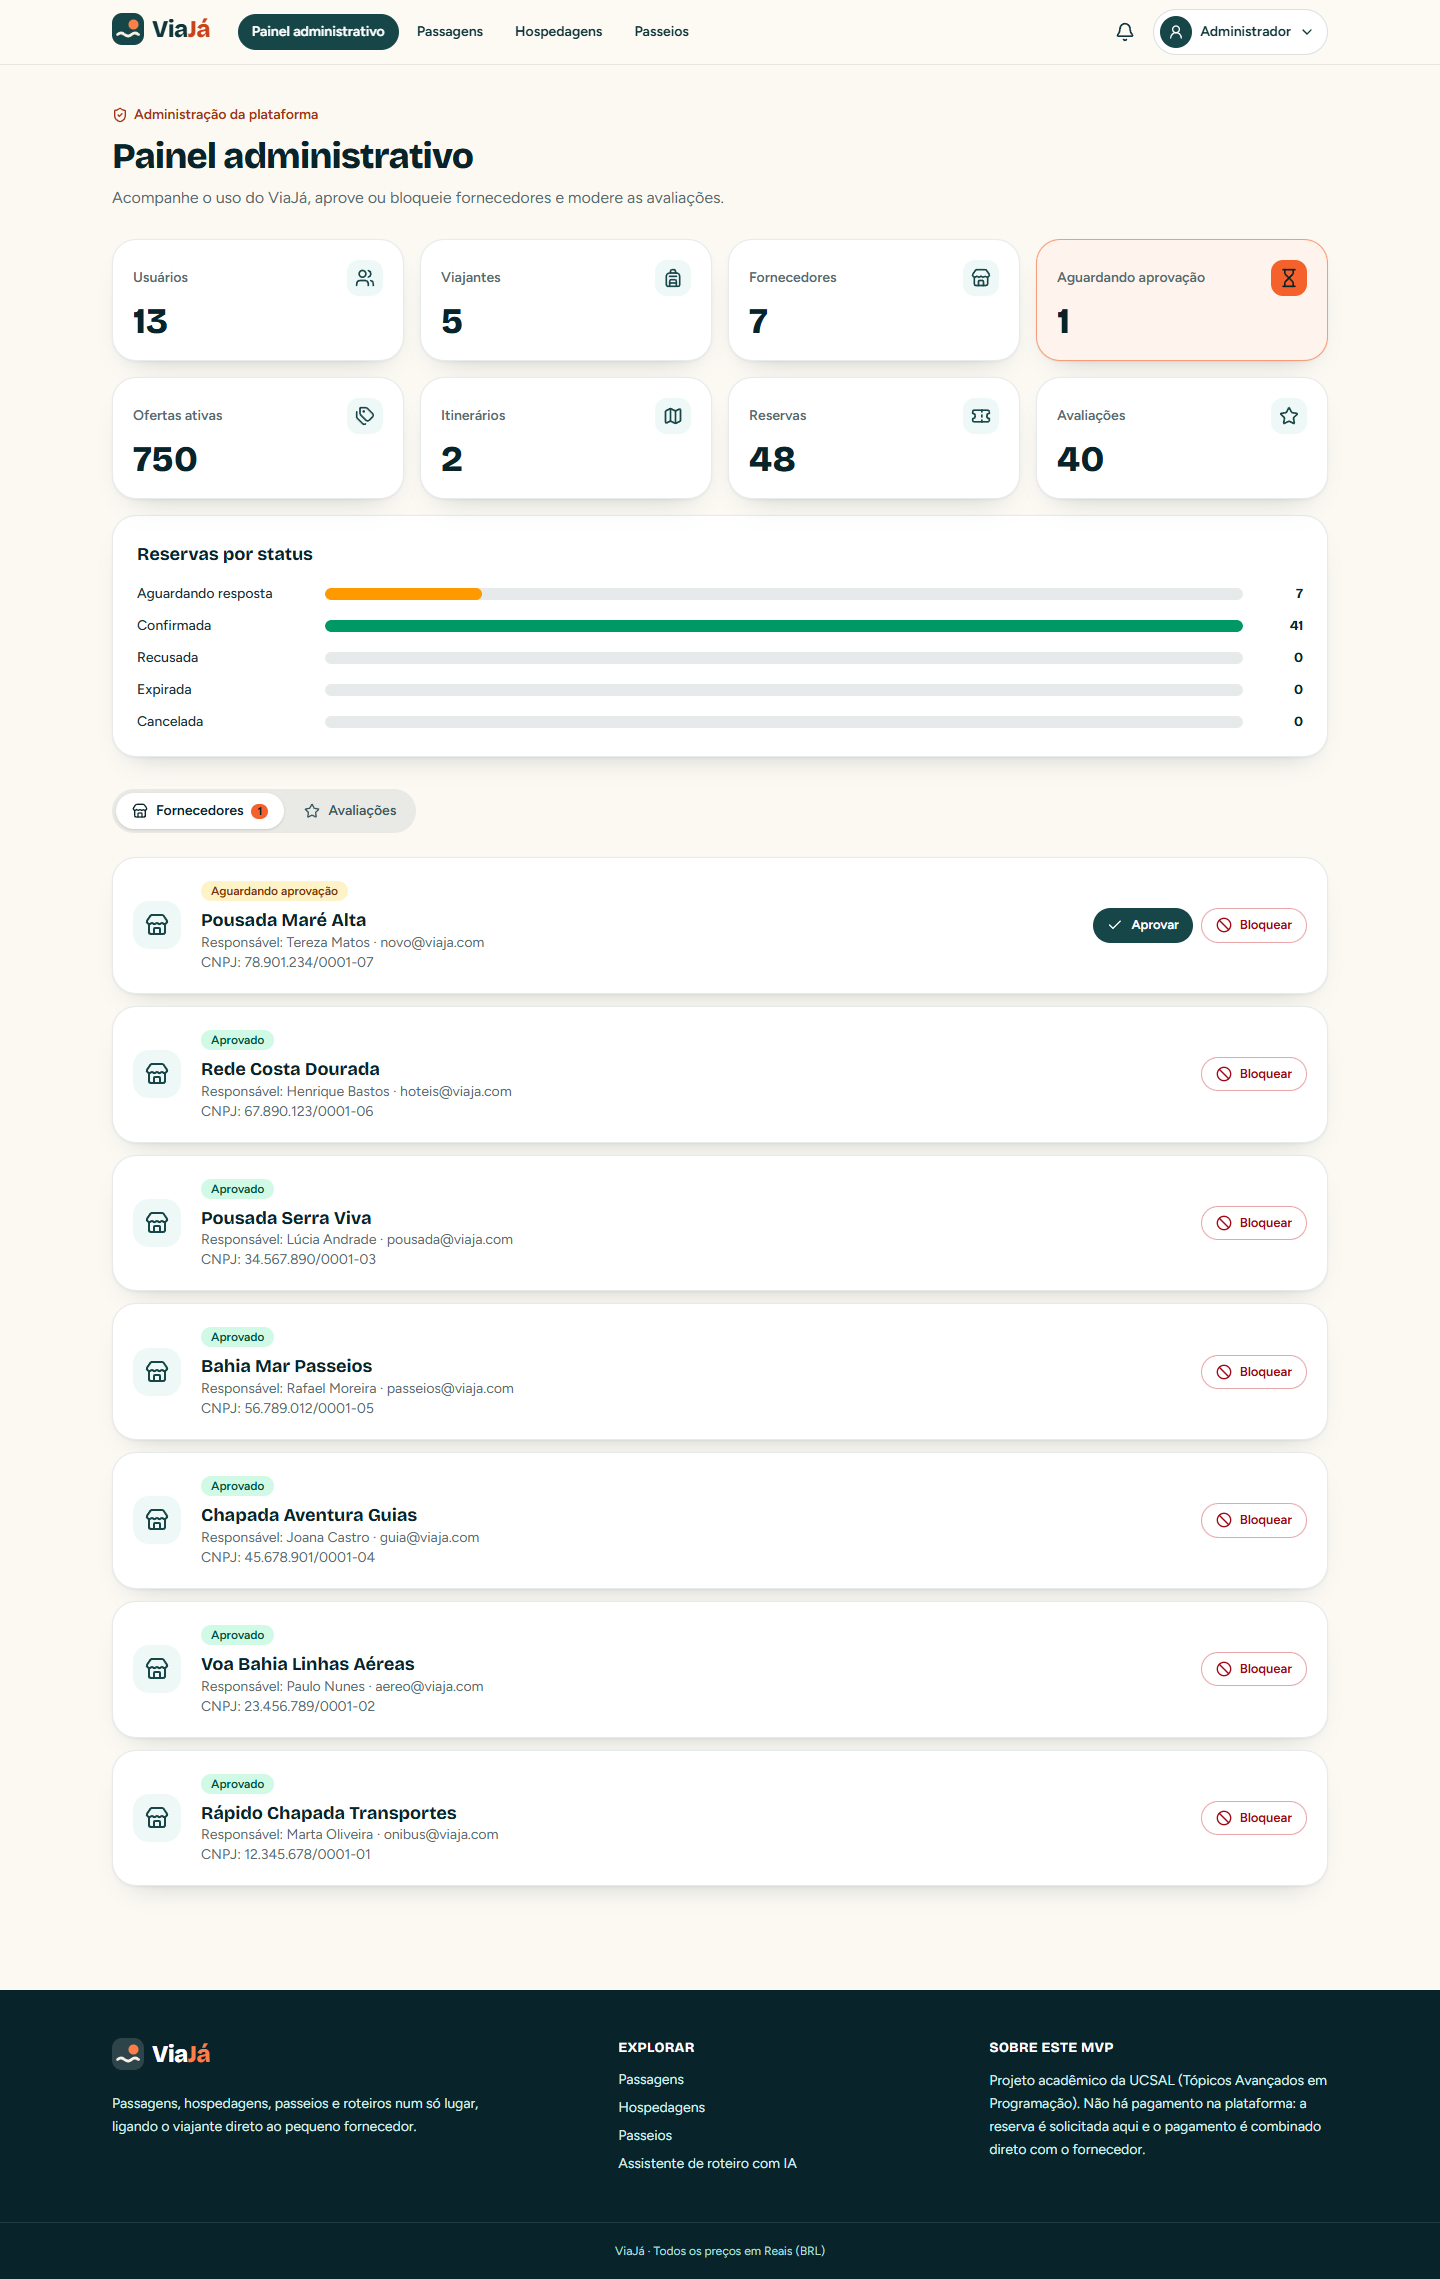 ViaJá
Painel administrativo
Passagens
Hospedagens
Passeios
Administrador
Administração da plataforma
Painel administrativo
Acompanhe o uso do ViaJá, aprove ou bloqueie fornecedores e modere as avaliações.
Usuários
13
Viajantes
5
Fornecedores
7
Aguardando aprovação
1
Ofertas ativas
750
Itinerários
2
Reservas
48
Avaliações
40
Reservas por status
Aguardando resposta 7
Confirmada 41
Recusada 0
Expirada 0
Cancelada 0
Fornecedores 1
Avaliações
Aguardando aprovação
Pousada Maré Alta
Responsável: Tereza Matos · novo@viaja.com
CNPJ: 78.901.234/0001-07
Aprovar
Bloquear
Aprovado
Rede Costa Dourada
Responsável: Henrique Bastos · hoteis@viaja.com
CNPJ: 67.890.123/0001-06
Bloquear
Aprovado
Pousada Serra Viva
Responsável: Lúcia Andrade · pousada@viaja.com
CNPJ: 34.567.890/0001-03
Bloquear
Aprovado
Bahia Mar Passeios
Responsável: Rafael Moreira · passeios@viaja.com
CNPJ: 56.789.012/0001-05
Bloquear
Aprovado
Chapada Aventura Guias
Responsável: Joana Castro · guia@viaja.com
CNPJ: 45.678.901/0001-04
Bloquear
Aprovado
Voa Bahia Linhas Aéreas
Responsável: Paulo Nunes · aereo@viaja.com
CNPJ: 23.456.789/0001-02
Bloquear
Aprovado
Rápido Chapada Transportes
Responsável: Marta Oliveira · onibus@viaja.com
CNPJ: 12.345.678/0001-01
Bloquear
ViaJá
Passagens, hospedagens, passeios e roteiros num só lugar,
ligando o viajante direto ao pequeno fornecedor.
EXPLORAR
Passagens
Hospedagens
Passeios
Assistente de roteiro com IA
SOBRE ESTE MVP
Projeto acadêmico da UCSAL (Tópicos Avançados em
Programação). Não há pagamento na plataforma: a
reserva é solicitada aqui e o pagamento é combinado
direto com o fornecedor.
ViaJá · Todos os preços em Reais (BRL)